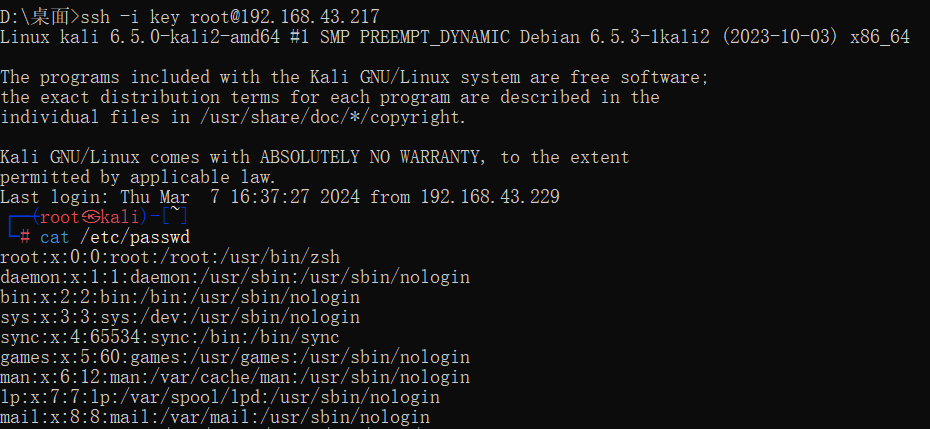 D:\桌面>ssh -i key root@192.168.43.217
Linux kali 6.5.0-kali2-amd64 #1 SMP PREEMPT_DYNAMIC Debian 6.5.3-1kali2 (2023-10-03) x86_64
The programs included with the Kali GNU/Linux system are free software;
the exact distribution terms for each program are described in the
individual files in /usr/share/doc/*/copyright.
Kali GNU/Linux comes with ABSOLUTELY NO WARRANTY, to the extent
permitted by applicable law.
Last login: Thu Mar  7 16:37:27 2024 from 192.168.43.229
┌──(root㉿kali)-[~]
└─# cat /etc/passwd
root:x:0:0:root:/root:/usr/bin/zsh
daemon:x:1:1:daemon:/usr/sbin:/usr/sbin/nologin
bin:x:2:2:bin:/bin:/usr/sbin/nologin
sys:x:3:3:sys:/dev:/usr/sbin/nologin
sync:x:4:65534:sync:/bin:/bin/sync
games:x:5:60:games:/usr/games:/usr/sbin/nologin
man:x:6:12:man:/var/cache/man:/usr/sbin/nologin
lp:x:7:7:lp:/var/spool/lpd:/usr/sbin/nologin
mail:x:8:8:mail:/var/mail:/usr/sbin/nologin